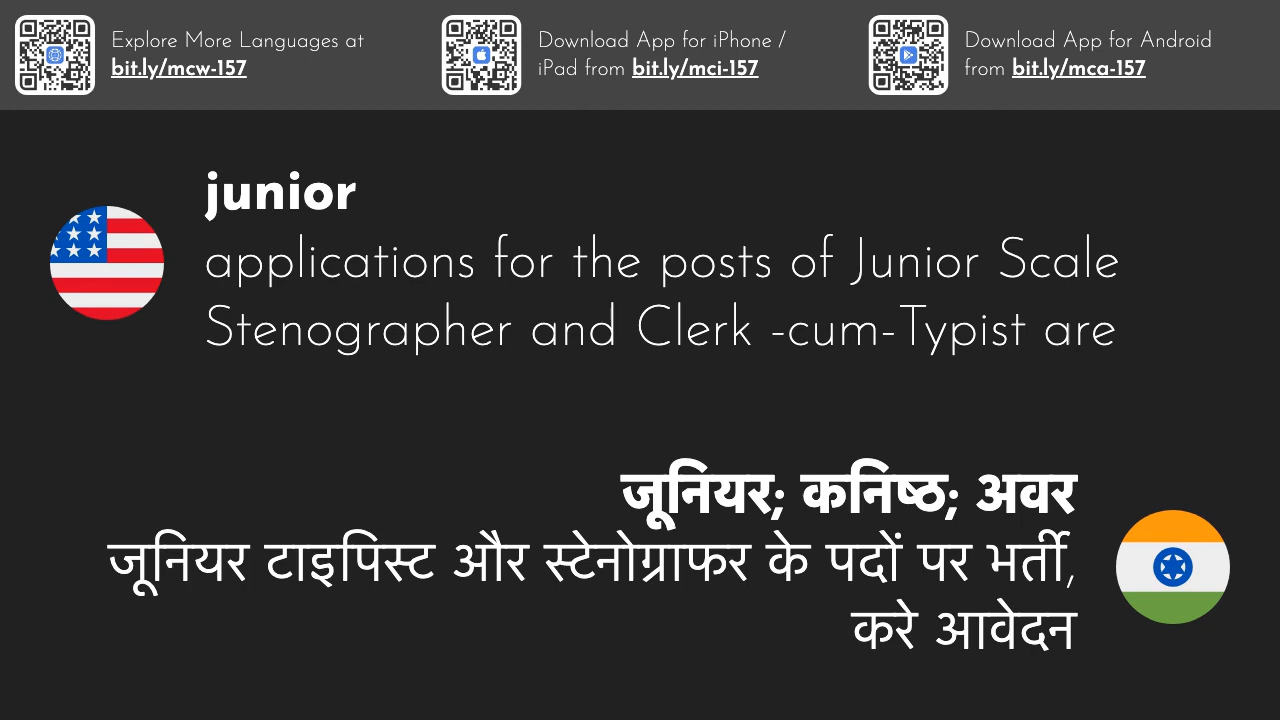 Explore More Languages at
bit.ly/mcw-157
Download App for iPhone /
iPad from bit.ly/mci-157
Download App for Android
from bit.ly/mca-157
junior
applications for the posts of Junior Scale
Stenographer and Clerk -cum-Typist are
जूनियर; कनिष्ठ; अवर
जूनियर टाइपिस्ट और स्टेनोग्राफर के पदों पर भर्ती,
करे आवेदन